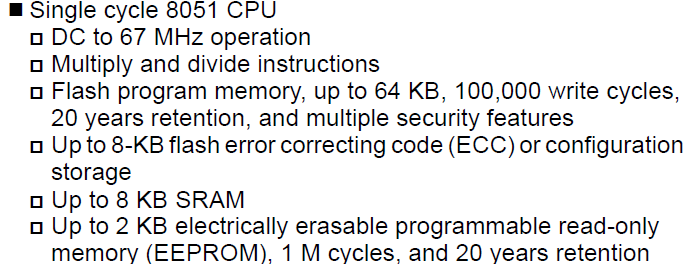 ■ Single cycle 8051 CPU
❐ DC to 67 MHz operation
❐ Multiply and divide instructions
❐ Flash program memory, up to 64 KB, 100,000 write cycles,
20 years retention, and multiple security features
❐ Up to 8-KB flash error correcting code (ECC) or configuration
storage
❐ Up to 8 KB SRAM
❐ Up to 2 KB electrically erasable programmable read-only
memory (EEPROM), 1 M cycles, and 20 years retention